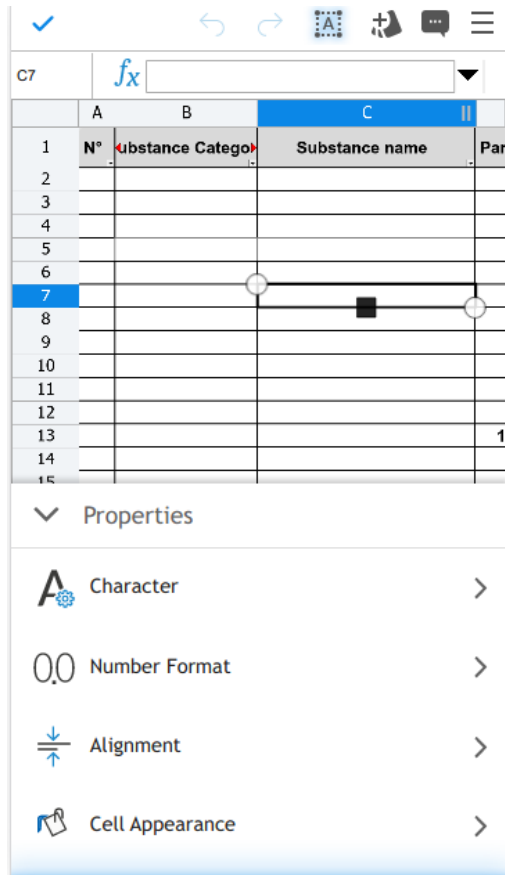 A
C7
fx
A B C
1 N° ubstance Catego Substance name Par
2
3
4
5
6
7
8
9
10
11
12
13 1
14
15
Properties
Character
0.0 Number Format
Alignment
Cell Appearance